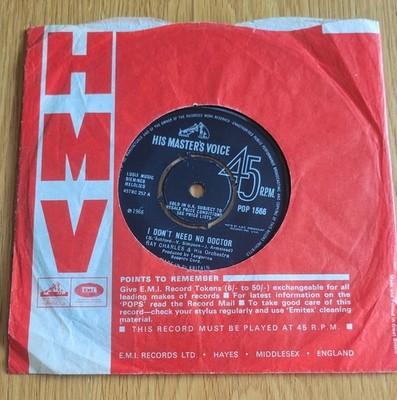 HMV
HIS MASTER'S VOICE
45 R.P.M.
POP 1566
SOLD IN U.K. SUBJECT TO
RESALE PRICE CONDITIONS,
SEE PRICE LISTS
℗ 1966
I DON'T NEED NO DOCTOR
RAY CHARLES & His Orchestra
Produced by Tangerine
POINTS TO REMEMBER
Give E.M.I. Record Tokens (6/- to 50/-) exchangeable for all
leading makes of records ■ For latest information on the
'POPS' read the Record Mail ■ To take good care of this
record—check your stylus regularly and use 'Emitex' cleaning
material.
■ THIS RECORD MUST BE PLAYED AT 45 R.P.M.
EMI
E.M.I. RECORDS LTD. • HAYES • MIDDLESEX • ENGLAND